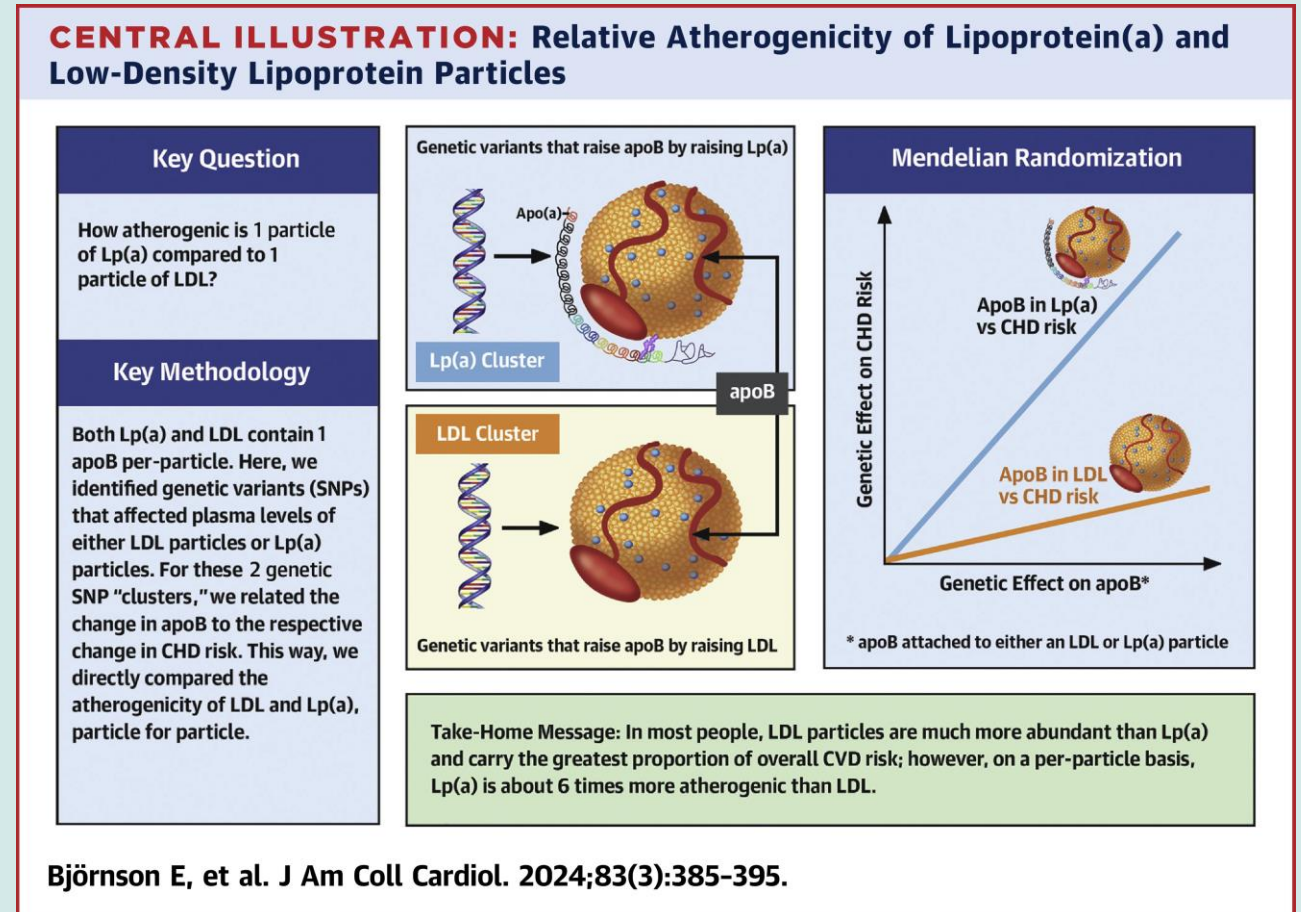 CENTRAL ILLUSTRATION: Relative Atherogenicity of Lipoprotein(a) and
Low-Density Lipoprotein Particles
Key Question
How atherogenic is 1 particle
of Lp(a) compared to 1
particle of LDL?
Key Methodology
Both Lp(a) and LDL contain 1
apoB per-particle. Here, we
identified genetic variants (SNPs)
that affected plasma levels of
either LDL particles or Lp(a)
particles. For these 2 genetic
SNP "clusters," we related the
change in apoB to the respective
change in CHD risk. This way, we
directly compared the
atherogenicity of LDL and Lp(a),
particle for particle.
Genetic variants that raise apoB by raising Lp(a)
Apo(a)
Lp(a) Cluster
apoB
LDL Cluster
Genetic variants that raise apoB by raising LDL
Mendelian Randomization
Genetic Effect on CHD Risk
ApoB in Lp(a)
vs CHD risk
ApoB in LDL
vs CHD risk
Genetic Effect on apoB*
* apoB attached to either an LDL or Lp(a) particle
Take-Home Message: In most people, LDL particles are much more abundant than Lp(a)
and carry the greatest proportion of overall CVD risk; however, on a per-particle basis,
Lp(a) is about 6 times more atherogenic than LDL.
Björnson E, et al. J Am Coll Cardiol. 2024;83(3):385–395.